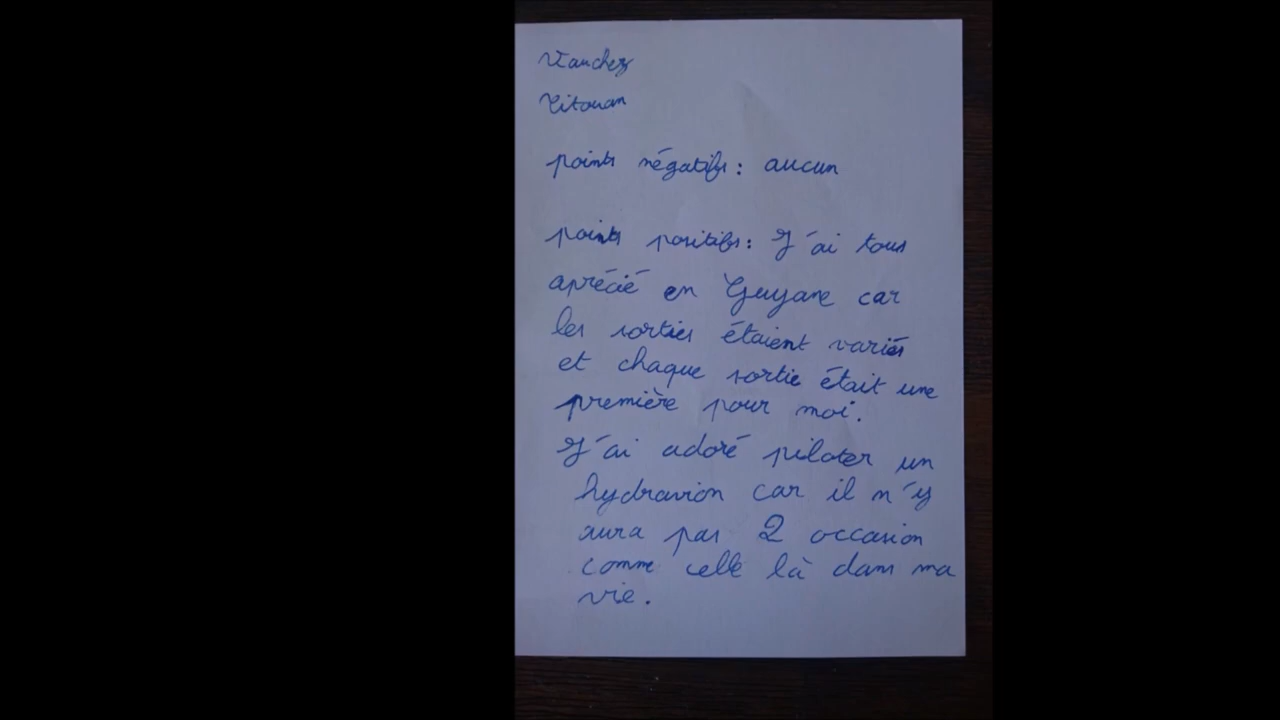 Titouan
points négatifs : aucun
points positifs : J'ai tous
aprécié en Guyane car
les sorties étaient variés
et chaque sortie était une
première pour moi.
J'ai adoré piloter un
hydravion car il n'y
aura pas 2 occasion
comme celle là dans ma
vie.